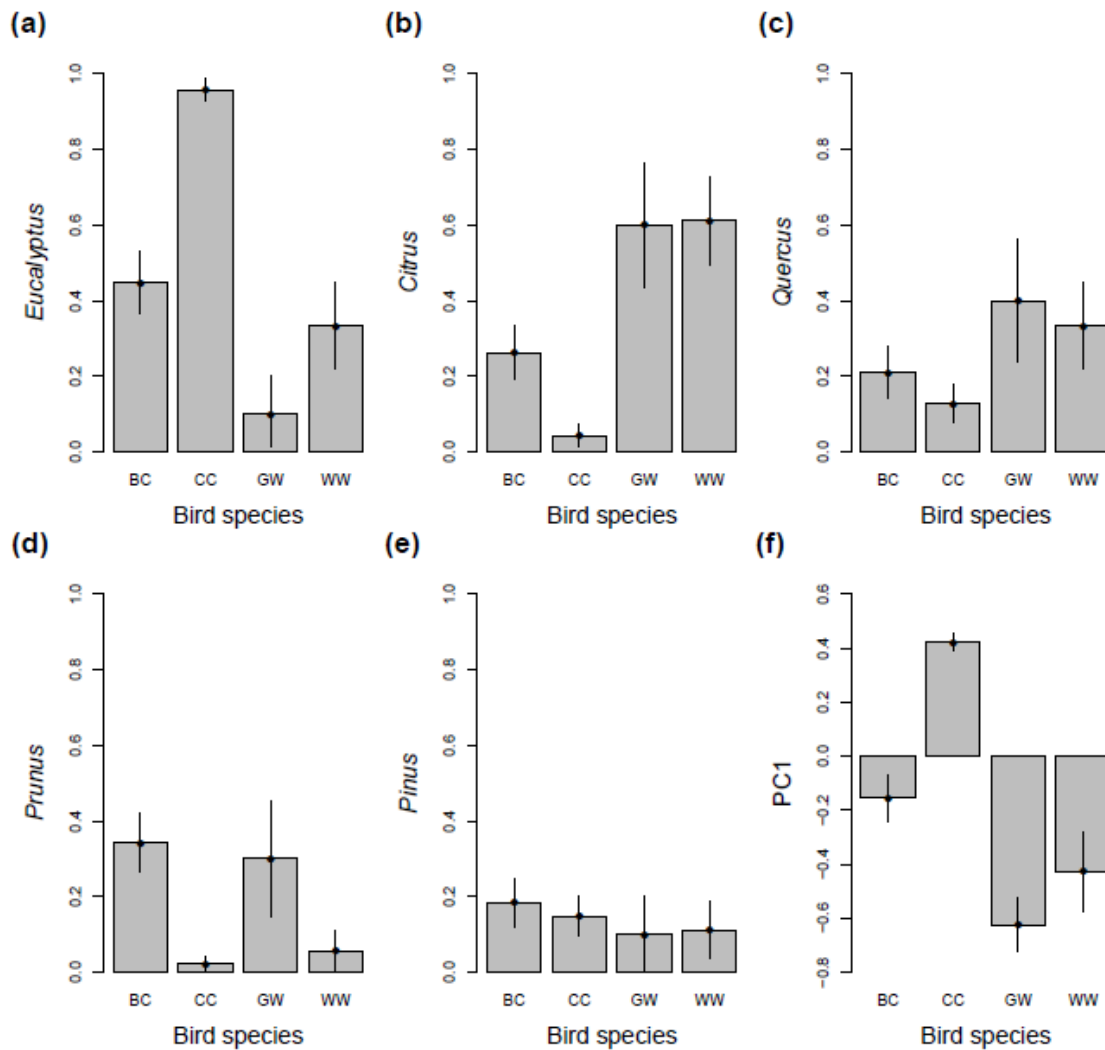 (a)
Eucalyptus
1.0
0.8
0.6
0.4
0.2
0.0
BC CC GW WW
Bird species
(b)
Citrus
1.0
0.8
0.6
0.4
0.2
0.0
BC CC GW WW
Bird species
(c)
Quercus
1.0
0.8
0.6
0.4
0.2
0.0
BC CC GW WW
Bird species
(d)
Prunus
1.0
0.8
0.6
0.4
0.2
0.0
BC CC GW WW
Bird species
(e)
Pinus
1.0
0.8
0.6
0.4
0.2
0.0
BC CC GW WW
Bird species
(f)
PC1
0.6
0.4
0.2
0.0
−0.2
−0.4
−0.6
−0.8
BC CC GW WW
Bird species